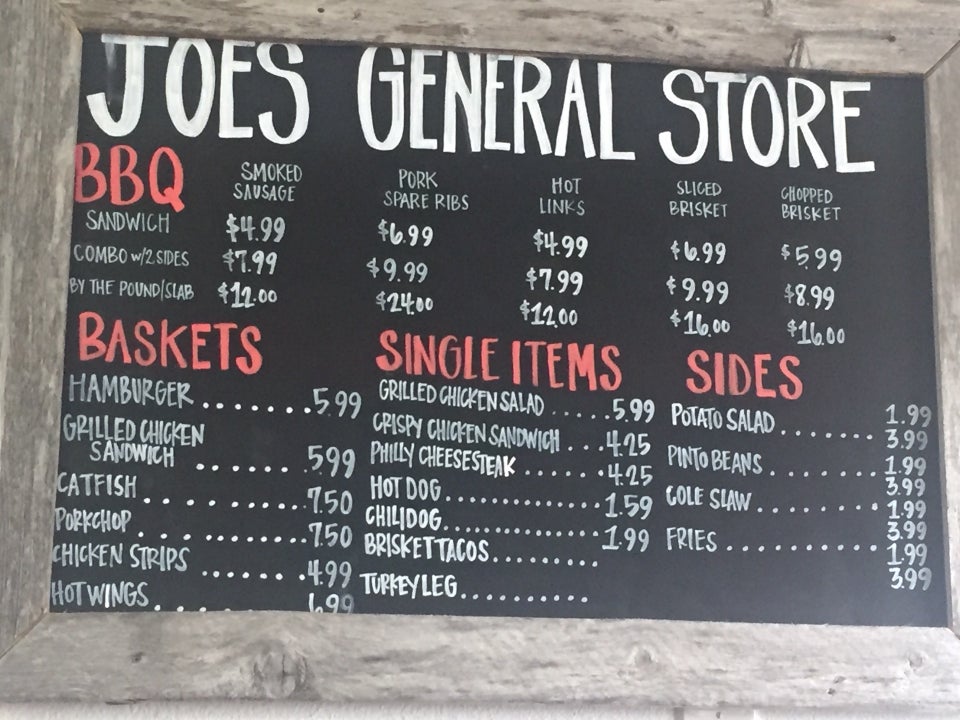 JOES GENERAL STORE
BBQ SMOKED SAUSAGE PORK SPARE RIBS HOT LINKS SLICED BRISKET CHOPPED BRISKET
SANDWICH $4.99 $6.99 $4.99 $6.99 $5.99
COMBO w/2 SIDES $7.99 $9.99 $7.99 $9.99 $8.99
BY THE POUND/SLAB $12.00 $24.00 $12.00 $16.00 $16.00
BASKETS
HAMBURGER .......5.99
GRILLED CHICKEN
SANDWICH .......5.99
CATFISH.........7.50
PORKCHOP.........7.50
CHICKEN STRIPS .......4.99
HOT WINGS......... 6.99
SINGLE ITEMS
GRILLED CHICKEN SALAD .....5.99
CRISPY CHICKEN SANDWICH ...4.25
PHILLY CHEESESTEAK ......4.25
HOT DOG............1.59
CHILIDOG............1.99
BRISKET TACOS.........
TURKEY LEG...........
SIDES
POTATO SALAD ....... 1.99
3.99
PINTO BEANS ........ 1.99
3.99
COLE SLAW ......... 1.99
3.99
FRIES ............ 1.99
3.99